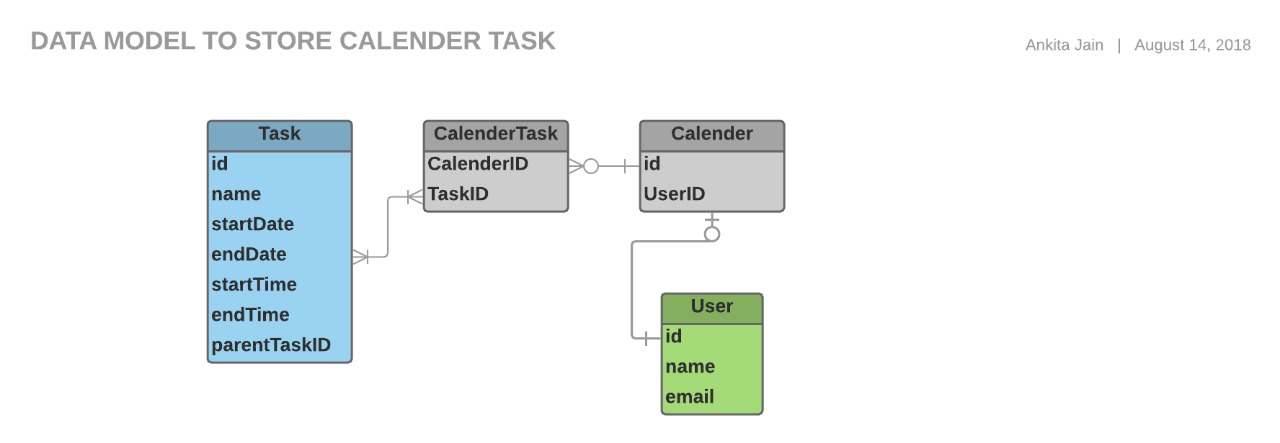 DATA MODEL TO STORE CALENDER TASK
Ankita Jain | August 14, 2018
Task
id
name
startDate
endDate
startTime
endTime
parentTaskID
CalenderTask
CalenderID
TaskID
Calender
id
UserID
User
id
name
email